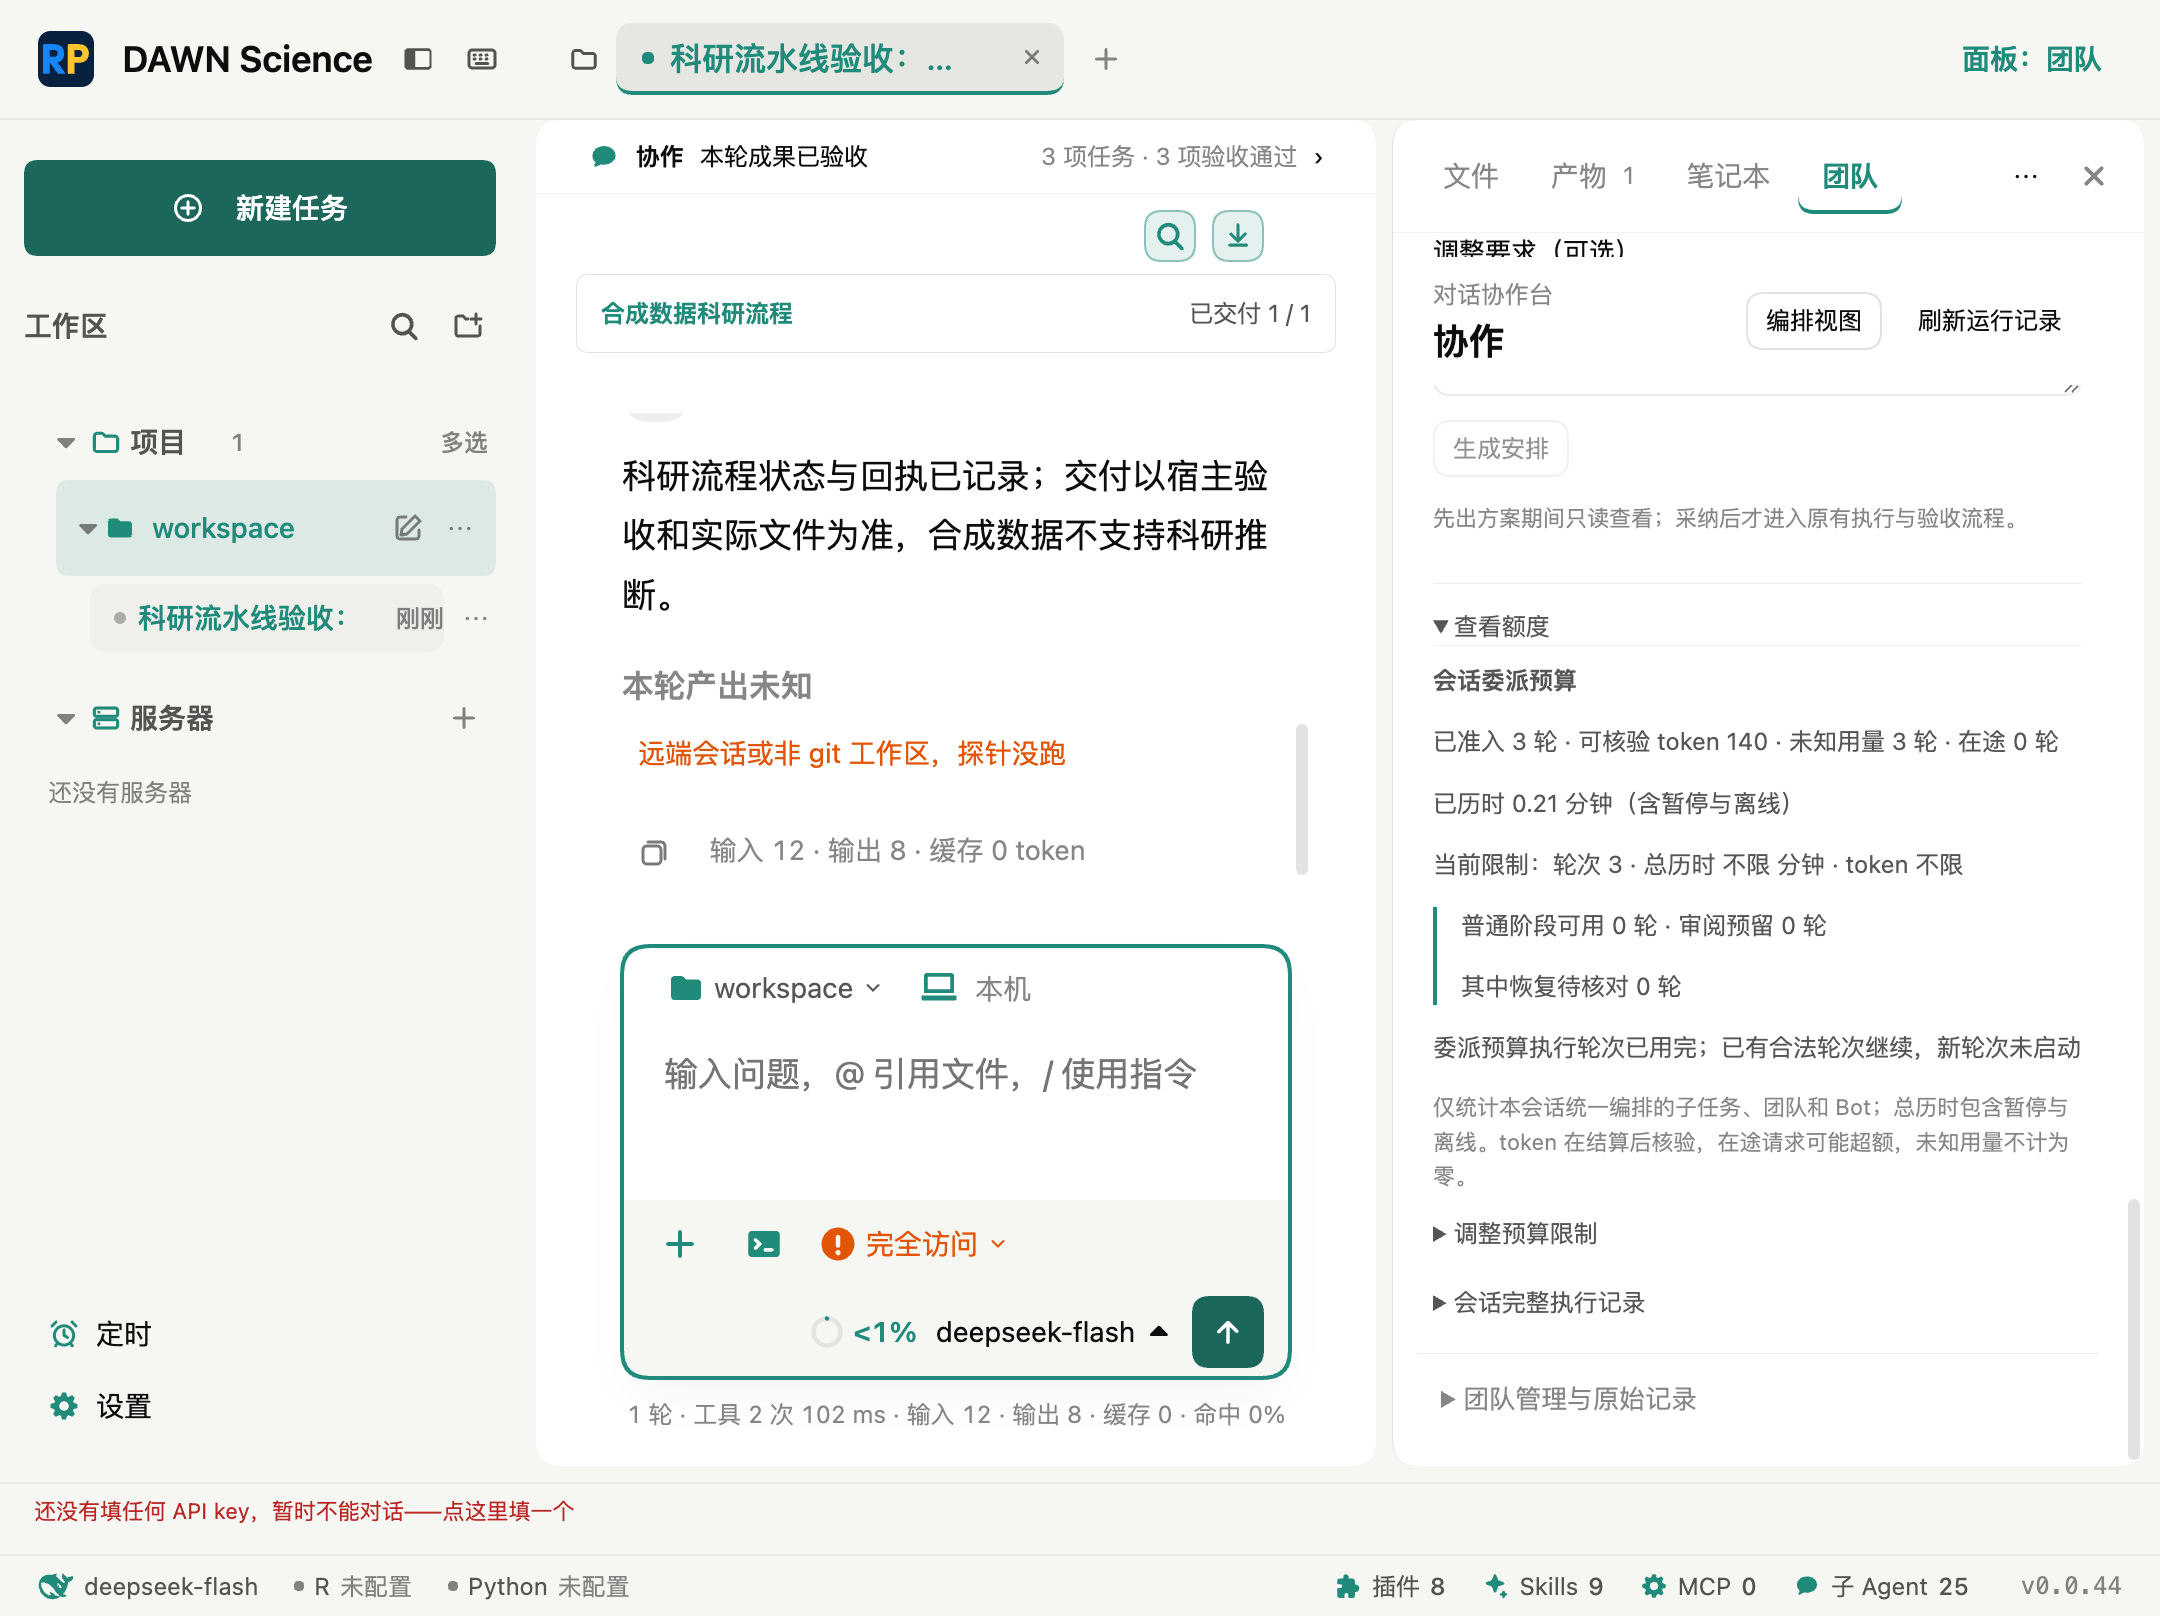 RP DAWN Science
科研流水线验收：...
面板：团队
新建任务
工作区
项目 1 多选
workspace
科研流水线验收： 刚刚
服务器
还没有服务器
定时
设置
协作 本轮成果已验收 3 项任务 · 3 项验收通过 ›
合成数据科研流程 已交付 1 / 1
科研流程状态与回执已记录；交付以宿主验
收和实际文件为准，合成数据不支持科研推
断。
本轮产出未知
远端会话或非 git 工作区，探针没跑
输入 12 · 输出 8 · 缓存 0 token
workspace 本机
输入问题，@ 引用文件，/ 使用指令
完全访问
<1% deepseek-flash
1 轮 · 工具 2 次 102 ms · 输入 12 · 输出 8 · 缓存 0 · 命中 0%
文件 产物 1 笔记本 团队 ...
调整要求（可选）
对话协作台
协作
编排视图 刷新运行记录
生成安排
先出方案期间只读查看；采纳后才进入原有执行与验收流程。
查看额度
会话委派预算
已准入 3 轮 · 可核验 token 140 · 未知用量 3 轮 · 在途 0 轮
已历时 0.21 分钟（含暂停与离线）
当前限制：轮次 3 · 总历时 不限 分钟 · token 不限
普通阶段可用 0 轮 · 审阅预留 0 轮
其中恢复待核对 0 轮
委派预算执行轮次已用完；已有合法轮次继续，新轮次未启动
仅统计本会话统一编排的子任务、团队和 Bot；总历时包含暂停与
离线。token 在结算后核验，在途请求可能超额，未知用量不计为
零。
调整预算限制
会话完整执行记录
团队管理与原始记录
还没有填任何 API key，暂时不能对话——点这里填一个
deepseek-flash R 未配置 Python 未配置
插件 8 Skills 9 MCP 0 子 Agent 25 v0.0.44